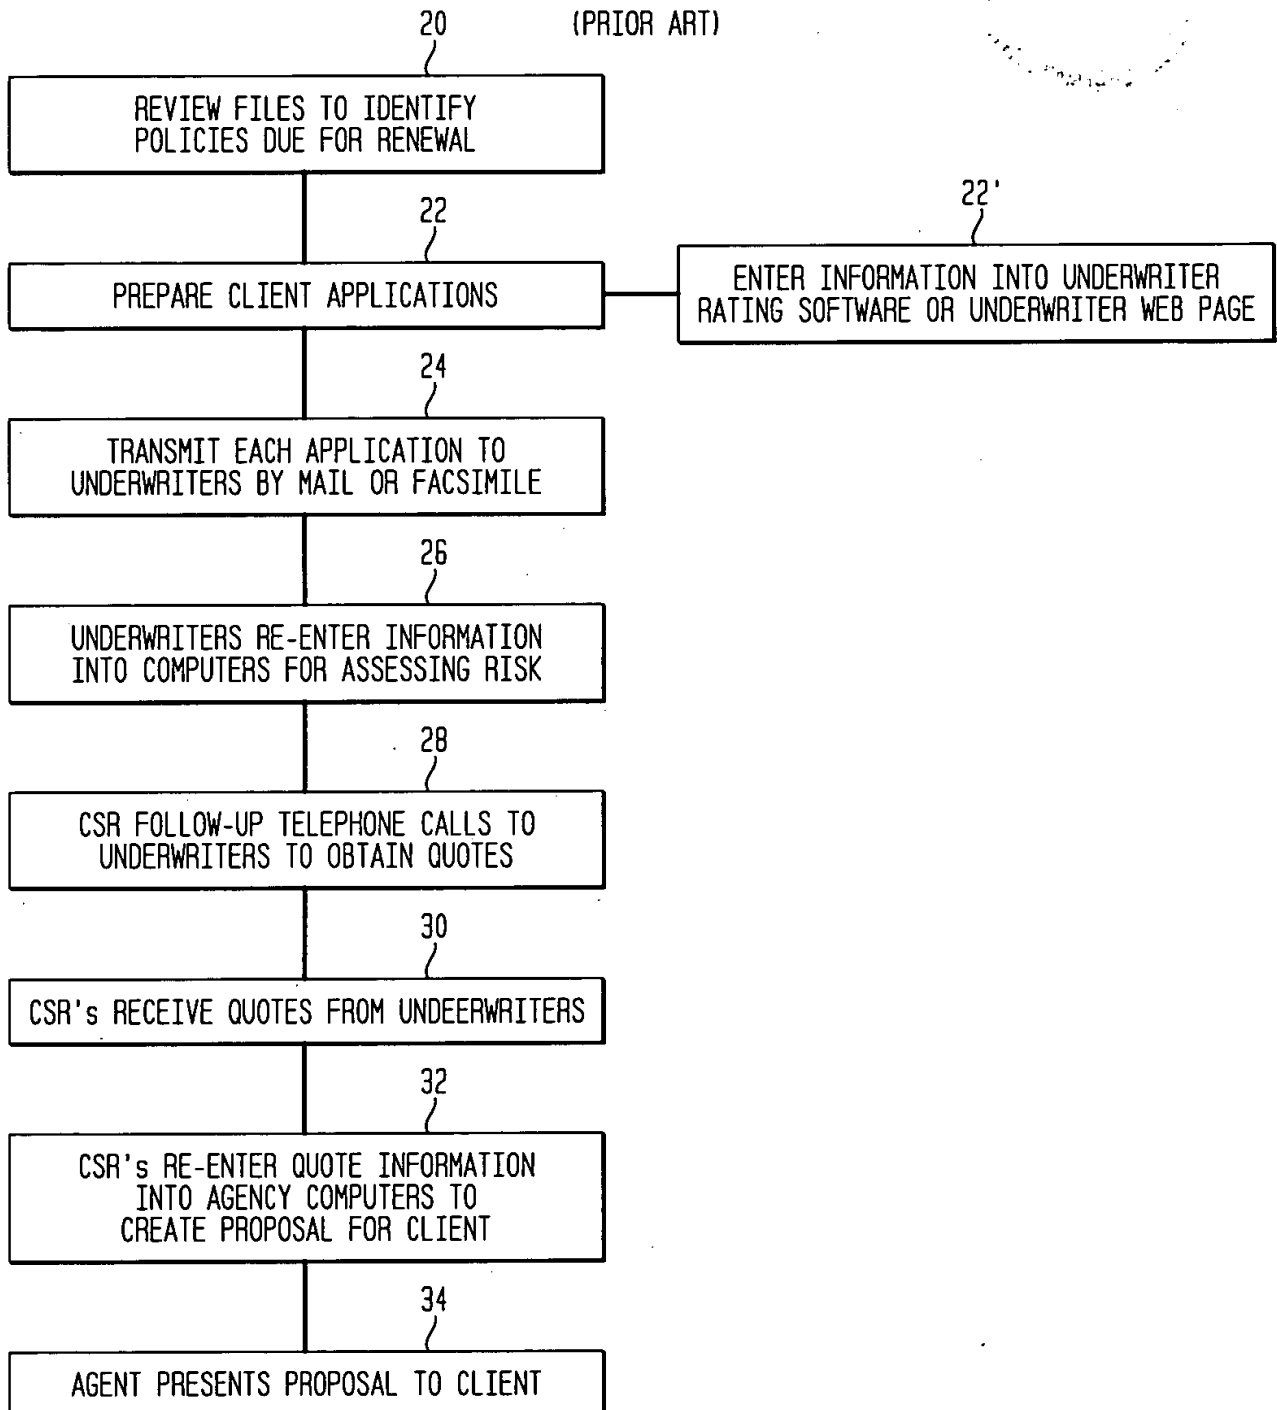 20
(PRIOR ART)
REVIEW FILES TO IDENTIFY
POLICIES DUE FOR RENEWAL
22
22'
PREPARE CLIENT APPLICATIONS
ENTER INFORMATION INTO UNDERWRITER
RATING SOFTWARE OR UNDERWRITER WEB PAGE
24
TRANSMIT EACH APPLICATION TO
UNDERWRITERS BY MAIL OR FACSIMILE
26
UNDERWRITERS RE-ENTER INFORMATION
INTO COMPUTERS FOR ASSESSING RISK
28
CSR FOLLOW-UP TELEPHONE CALLS TO
UNDERWRITERS TO OBTAIN QUOTES
30
CSR's RECEIVE QUOTES FROM UNDEERWRITERS
32
CSR's RE-ENTER QUOTE INFORMATION
INTO AGENCY COMPUTERS TO
CREATE PROPOSAL FOR CLIENT
34
AGENT PRESENTS PROPOSAL TO CLIENT